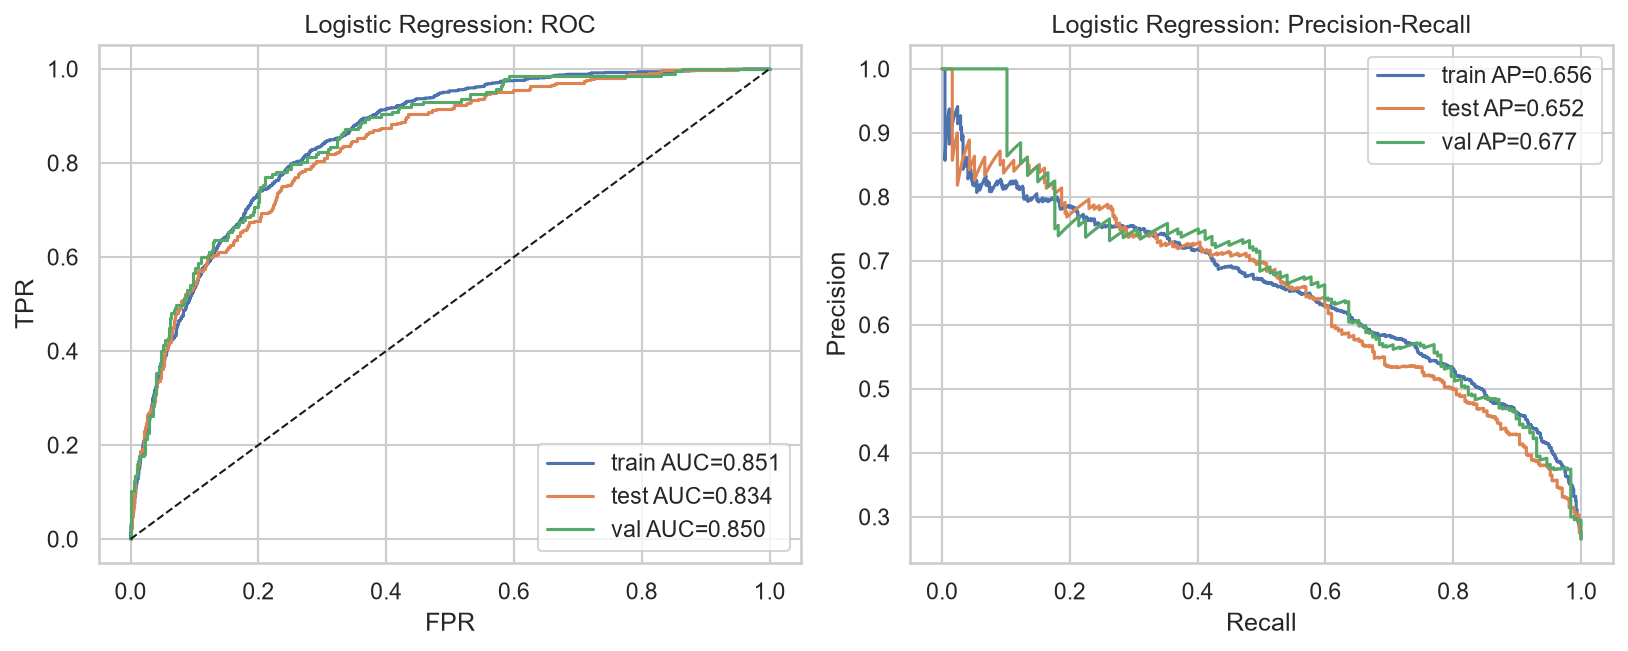 Logistic Regression: ROC
1.0
0.8
0.6
0.4
0.2
0.0
TPR
train AUC=0.851
test AUC=0.834
val AUC=0.850
0.0 0.2 0.4 0.6 0.8 1.0
FPR
Logistic Regression: Precision-Recall
1.0
0.9
0.8
0.7
0.6
0.5
0.4
0.3
Precision
train AP=0.656
test AP=0.652
val AP=0.677
0.0 0.2 0.4 0.6 0.8 1.0
Recall